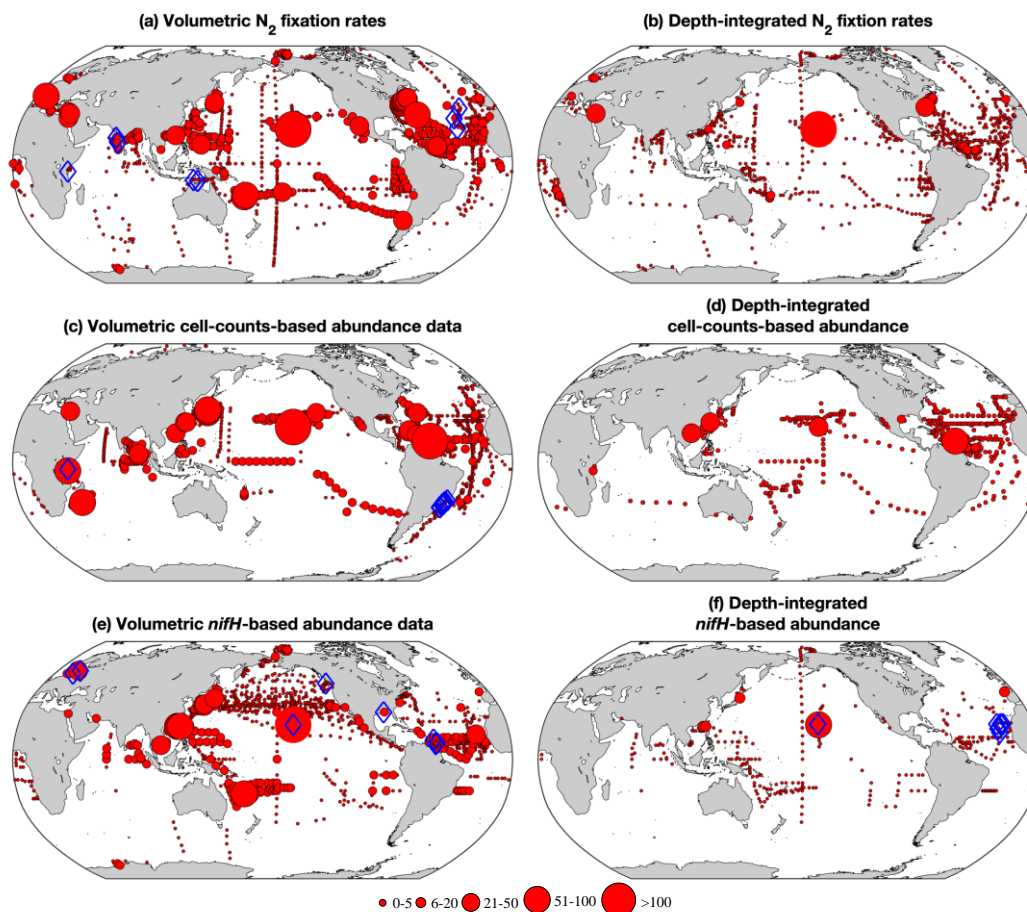 (a) Volumetric N₂ fixation rates
(b) Depth-integrated N₂ fixtion rates
(c) Volumetric cell-counts-based abundance data
(d) Depth-integrated
cell-counts-based abundance
(e) Volumetric nifH-based abundance data
(f) Depth-integrated
nifH-based abundance
0-5 6-20 21-50 51-100 >100